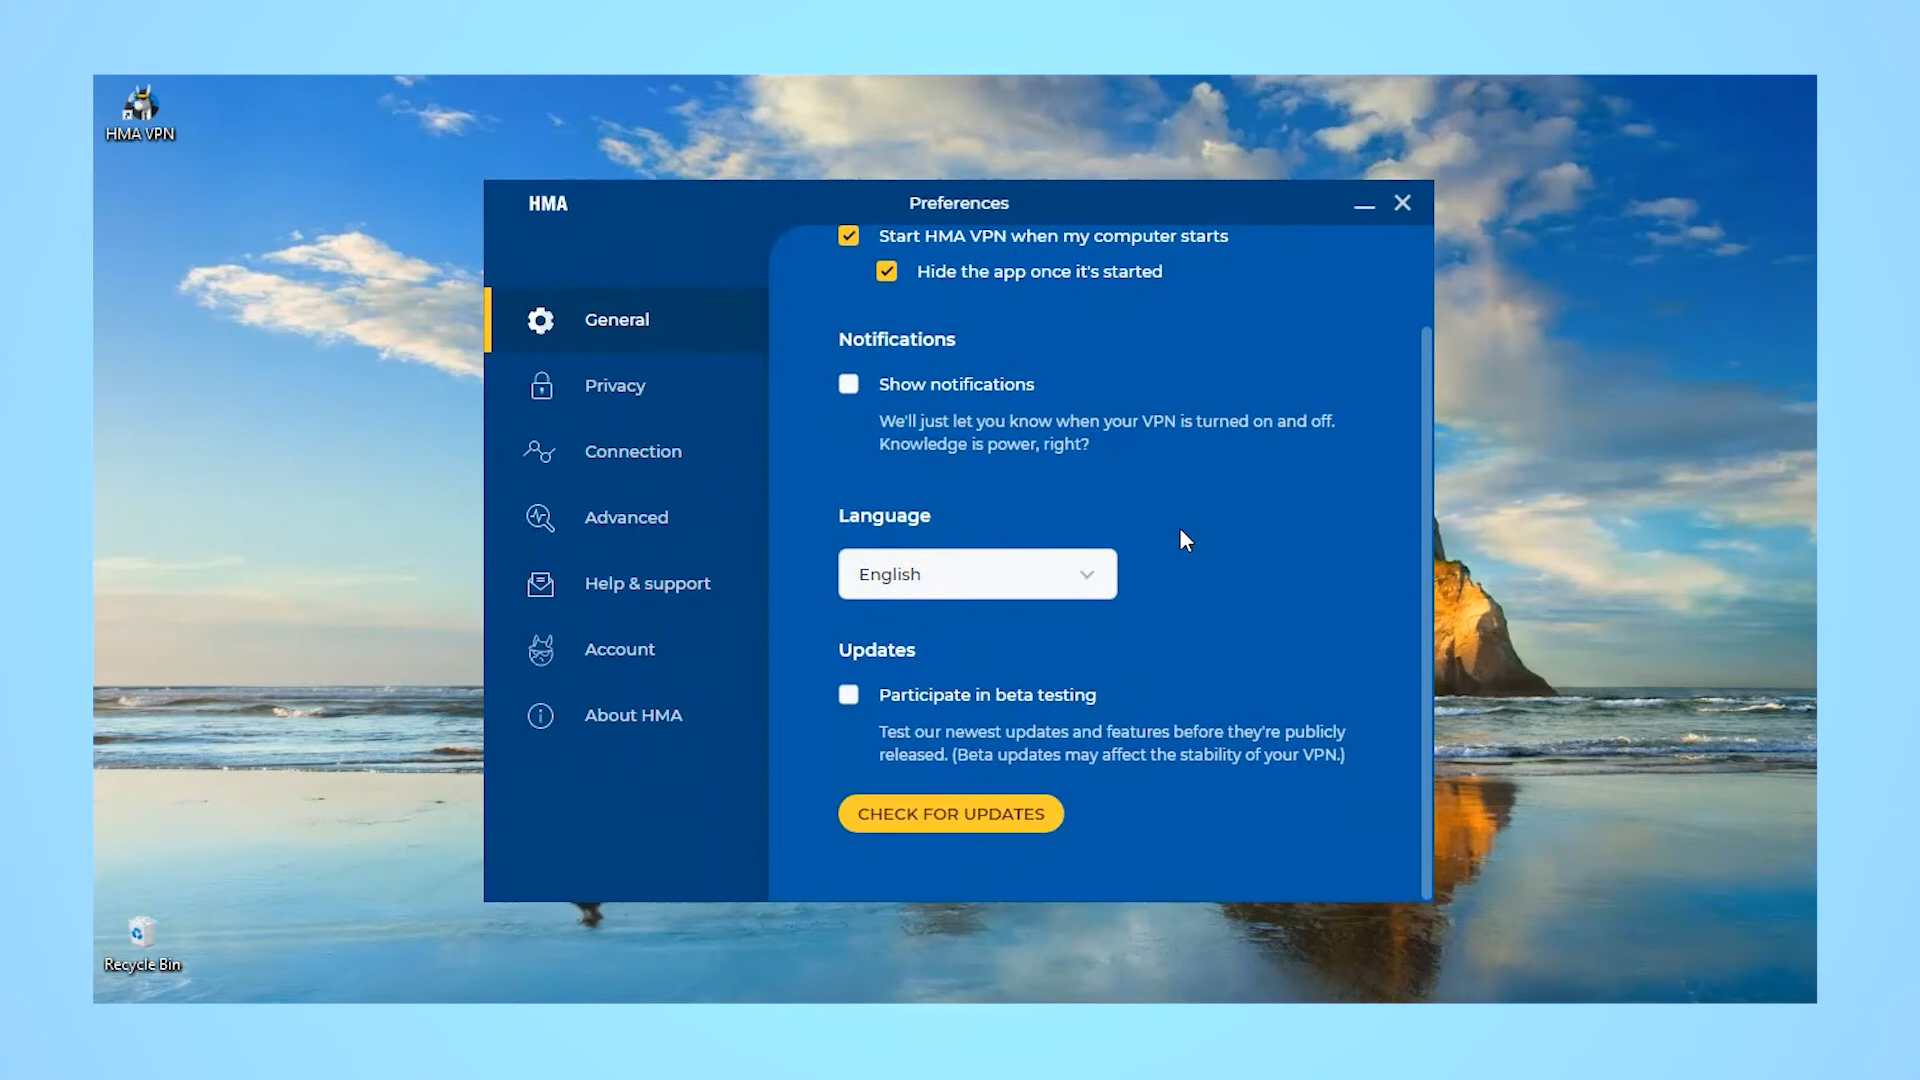 HMA VPN
HMA
Preferences
Start HMA VPN when my computer starts
Hide the app once it's started
General
Privacy
Connection
Advanced
Help & support
Account
About HMA
Notifications
Show notifications
We'll just let you know when your VPN is turned on and off.
Knowledge is power, right?
Language
English
Updates
Participate in beta testing
Test our newest updates and features before they're publicly
released. (Beta updates may affect the stability of your VPN.)
CHECK FOR UPDATES
Recycle Bin